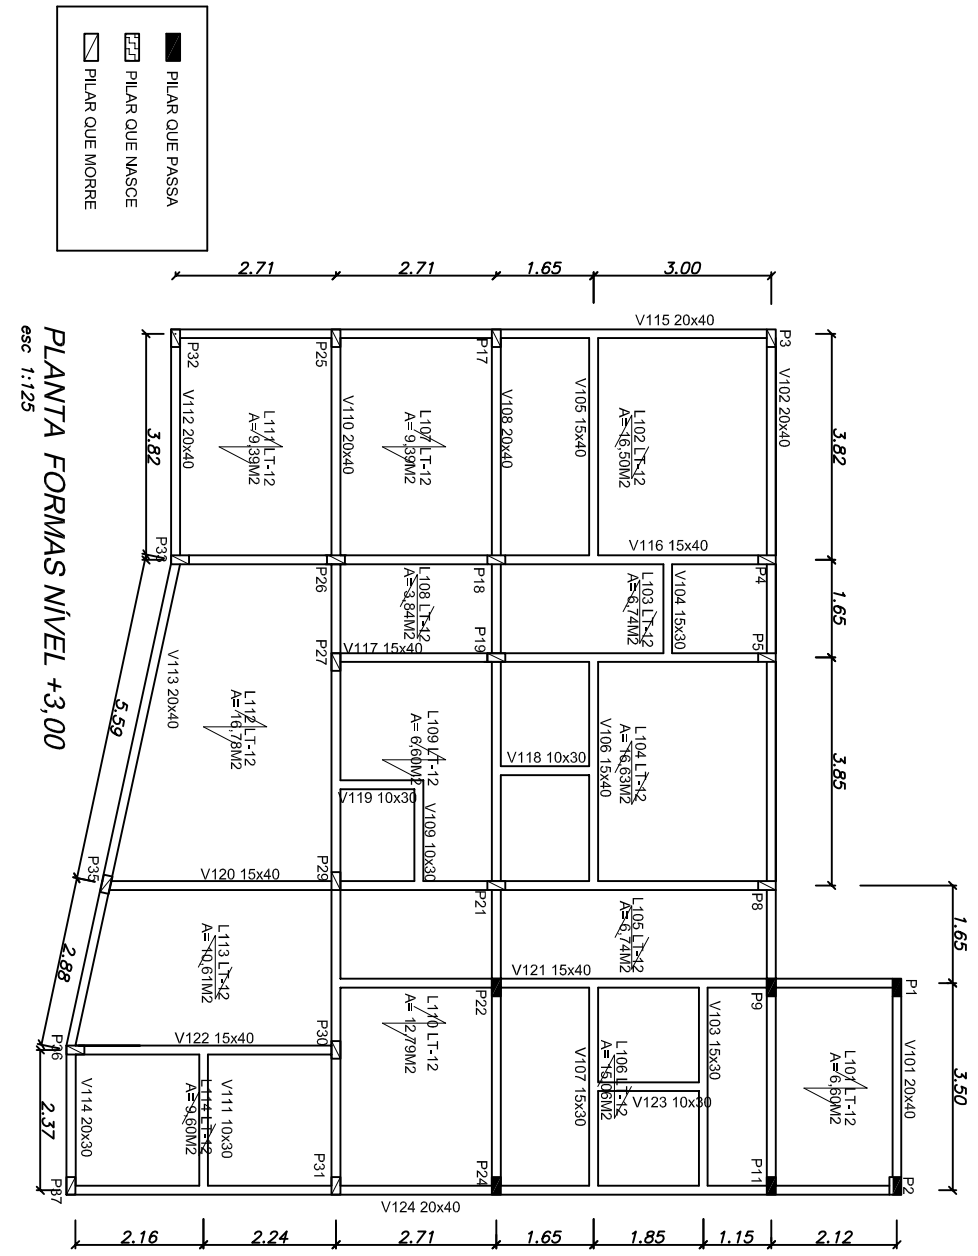 PILAR QUE PASSA
PILAR QUE NASCE
PILAR QUE MORRE
PLANTA FORMAS NÍVEL +3,00
esc 1:125
2.71
2.71
1.65
3.00
V115 20x40
P32
P25
P17
P3
V112 20x40
L111 LT-12
A= 9,39M2
V110 20x40
L107 LT-12
A= 9,39M2
V108 20x40
V105 15x40
L102 LT-12
A= 16,50M2
V102 20x40
3.82
3.82
V116 15x40
P33
P26
P18
P4
L108 LT-12
A= 3,84M2
L103 LT-12
A= 6,74M2
V104 15x30
1.65
P27
V117 15x40
P19
P5
V113 20x40
5.59
L112 LT-12
A= 16,78M2
L109 LT-12
A= 6,60M2
V118 10x30
V106 15x40
L104 LT-12
A= 16,63M2
3.85
V119 10x30
V109 10x30
P35
V120 15x40
P29
P21
P8
2.88
L113 LT-12
A= 10,61M2
L105 LT-12
A= 6,74M2
1.65
V121 15x40
P36
V122 15x40
P30
P22
P9
P1
L110 LT-12
A= 12,79M2
V103 15x30
L106 LT-12
A= 15,06M2
V107 15x30
V123 10x30
L101 LT-12
A= 6,60M2
V101 20x40
3.50
2.37
V114 20x30
L114 LT-12
A= 9,60M2
V111 10x30
P37
P31
P24
P11
P2
V124 20x40
2.16
2.24
2.71
1.65
1.85
1.15
2.12